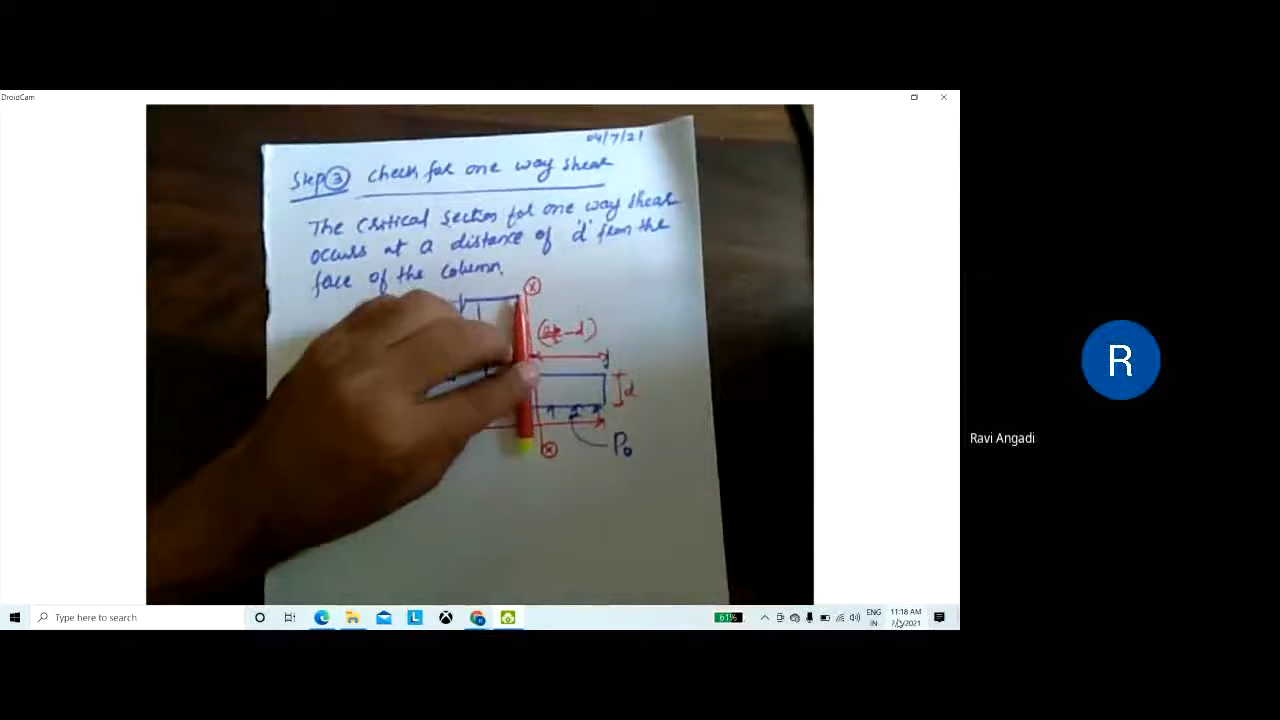 DroidCam
04/7/21
Step ③ Check for one way shear
The critical section for one way shear
occurs at a distance of 'd' from the
face of the column.
X
-d)
d
X
P₀
R
Ravi Angadi
Type here to search
61%
ENG
IN
11:18 AM